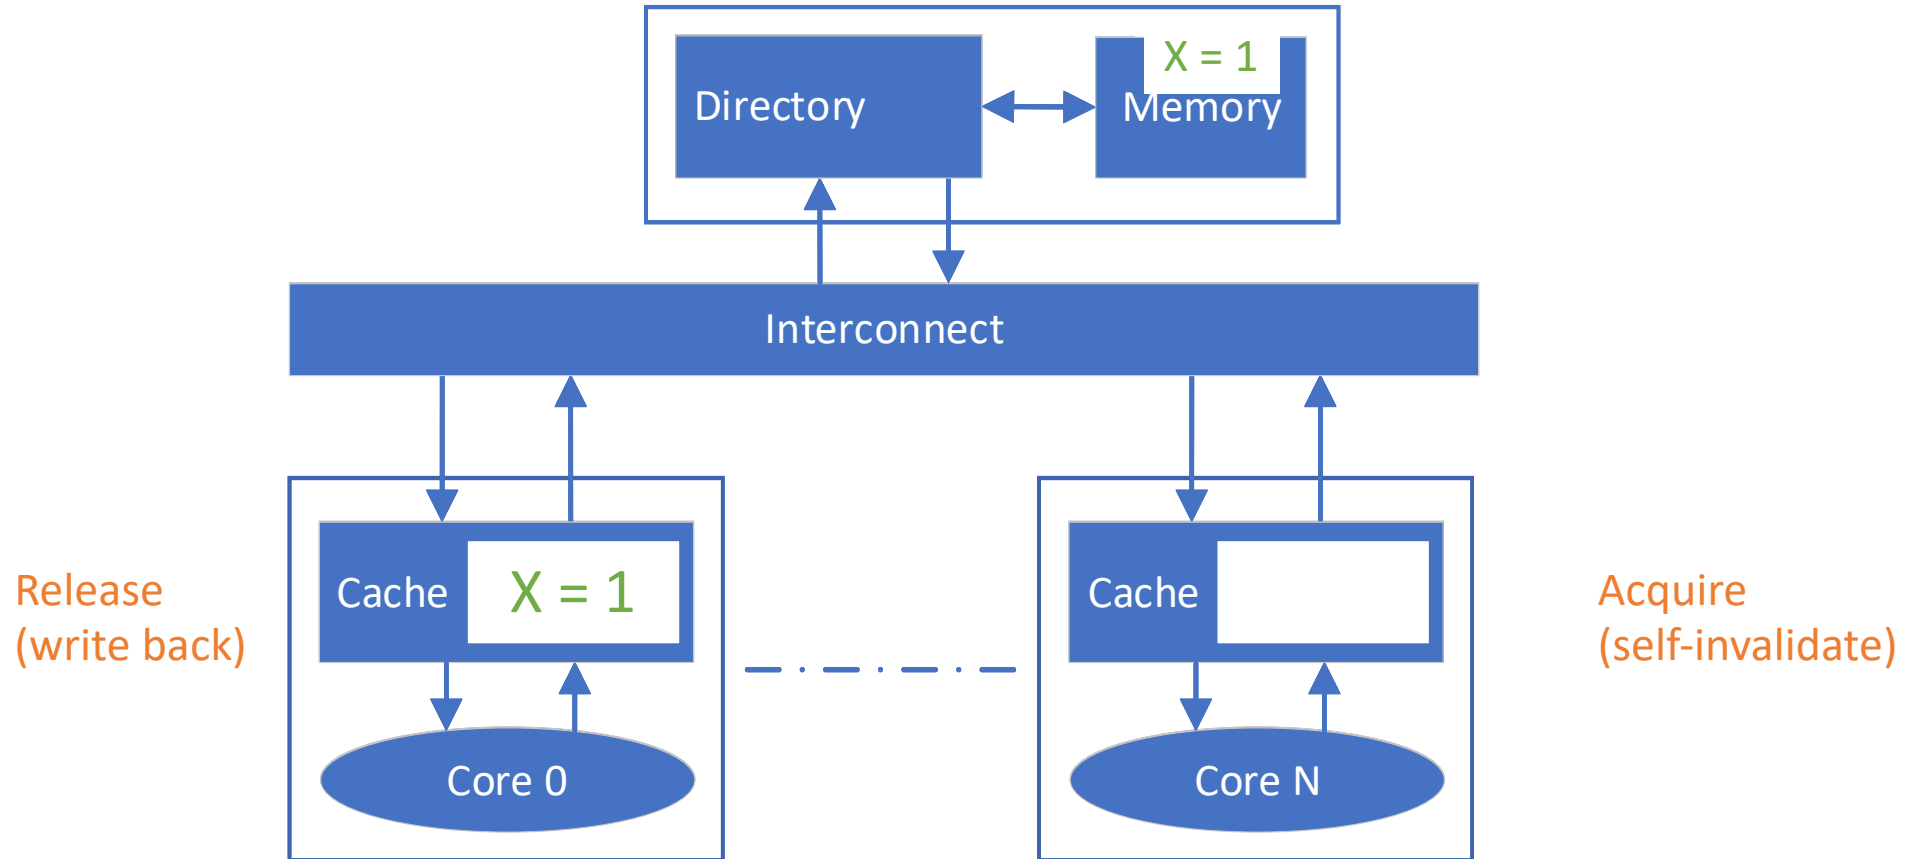 X = 1
Directory
Memory
Interconnect
Release
(write back)
Cache
X = 1
Cache
Acquire
(self-invalidate)
Core 0
Core N